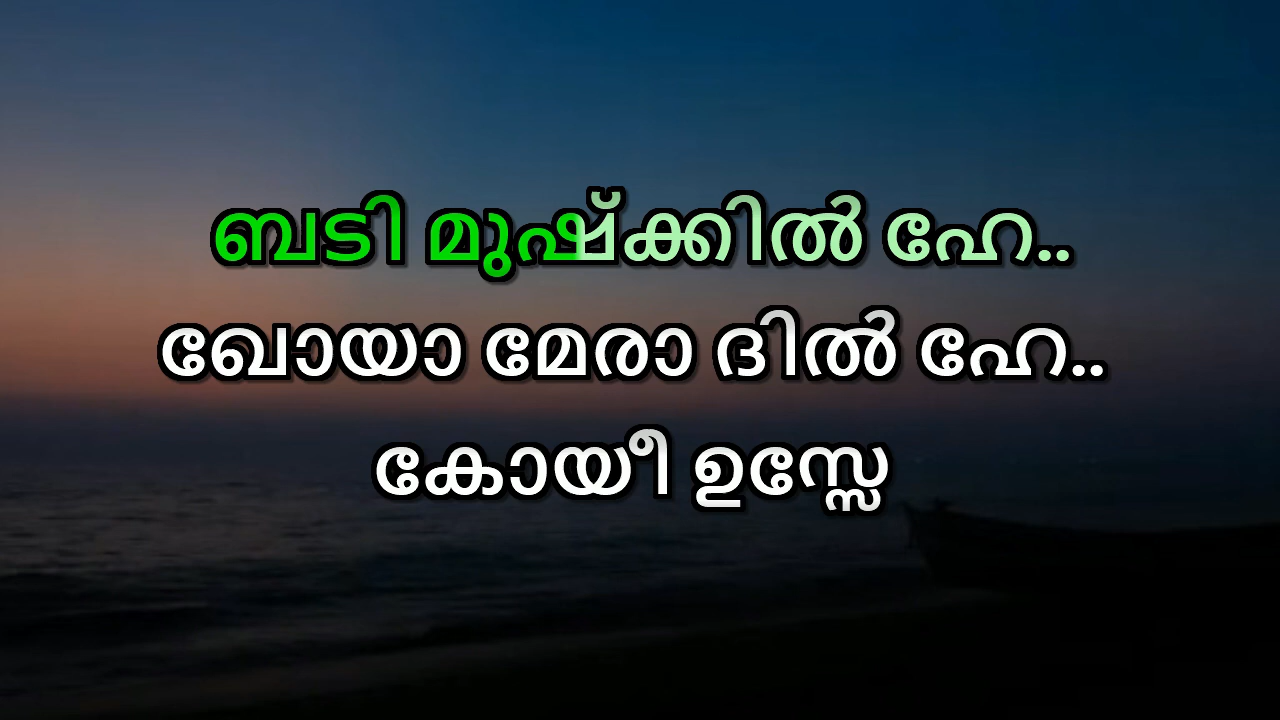 ബടി മുഷ്ക്കിൽ ഹേ..
ഖോയാ മേരാ ദിൽ ഹേ..
കോയീ ഉസ്സേ